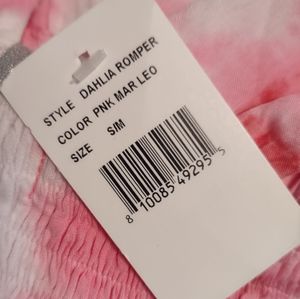 STYLE DAHLIA ROMPER
COLOR PNK MAR LEO
SIZE S/M
8 10085 49295 5